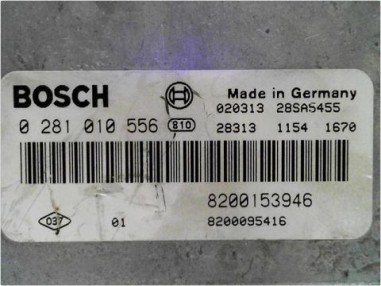 BOSCH Made in Germany
020313 28SA5455
0 281 010 556 810 28313 1154 1670
8200153946
037 01 8200095416